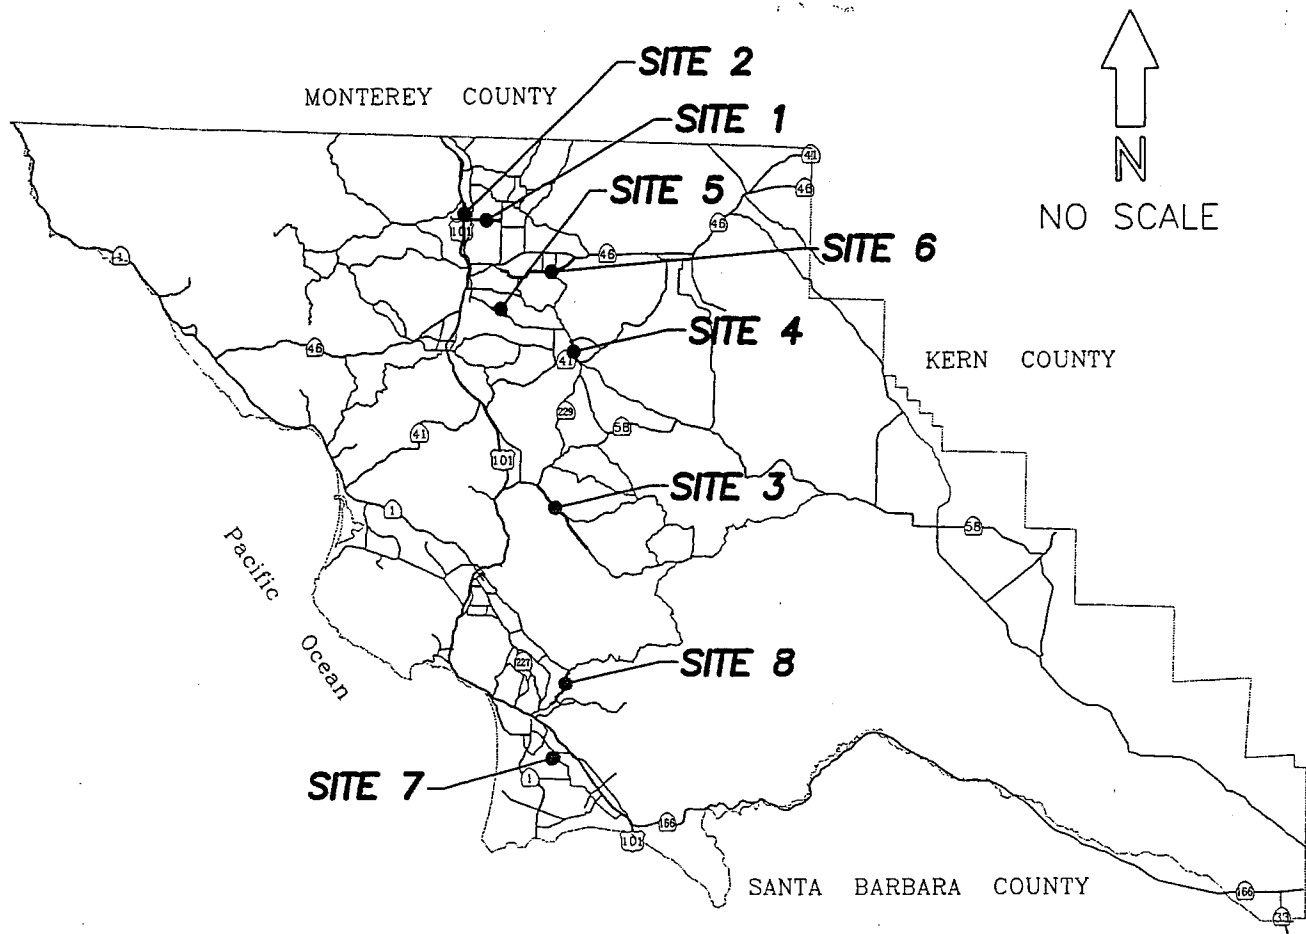 SITE 2
MONTEREY COUNTY
SITE 1
41
N
SITE 5
46
NO SCALE
46
101
SITE 6
46
1
SITE 4
46
41
KERN COUNTY
229
58
41
101
SITE 3
1
58
Pacific
Ocean
227
SITE 8
SITE 7
1
166
101
SANTA BARBARA COUNTY
166
33